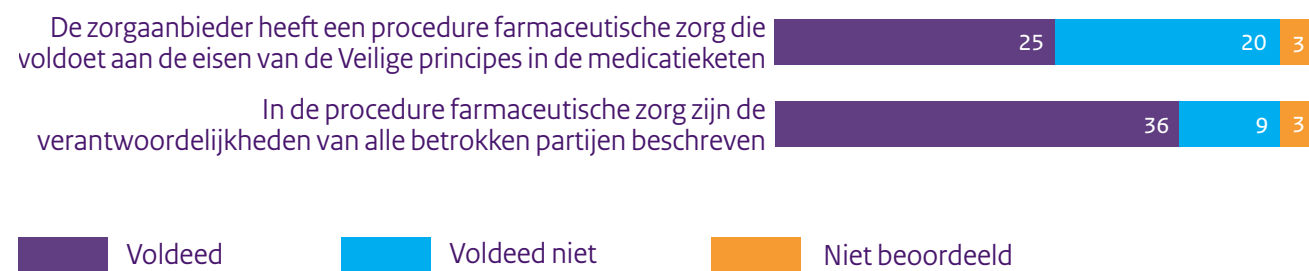 De zorgaanbieder heeft een procedure farmaceutische zorg die
voldoet aan de eisen van de Veilige principes in de medicatieketen
25 20 3
In de procedure farmaceutische zorg zijn de
verantwoordelijkheden van alle betrokken partijen beschreven
36 9 3
Voldeed Voldeed niet Niet beoordeeld